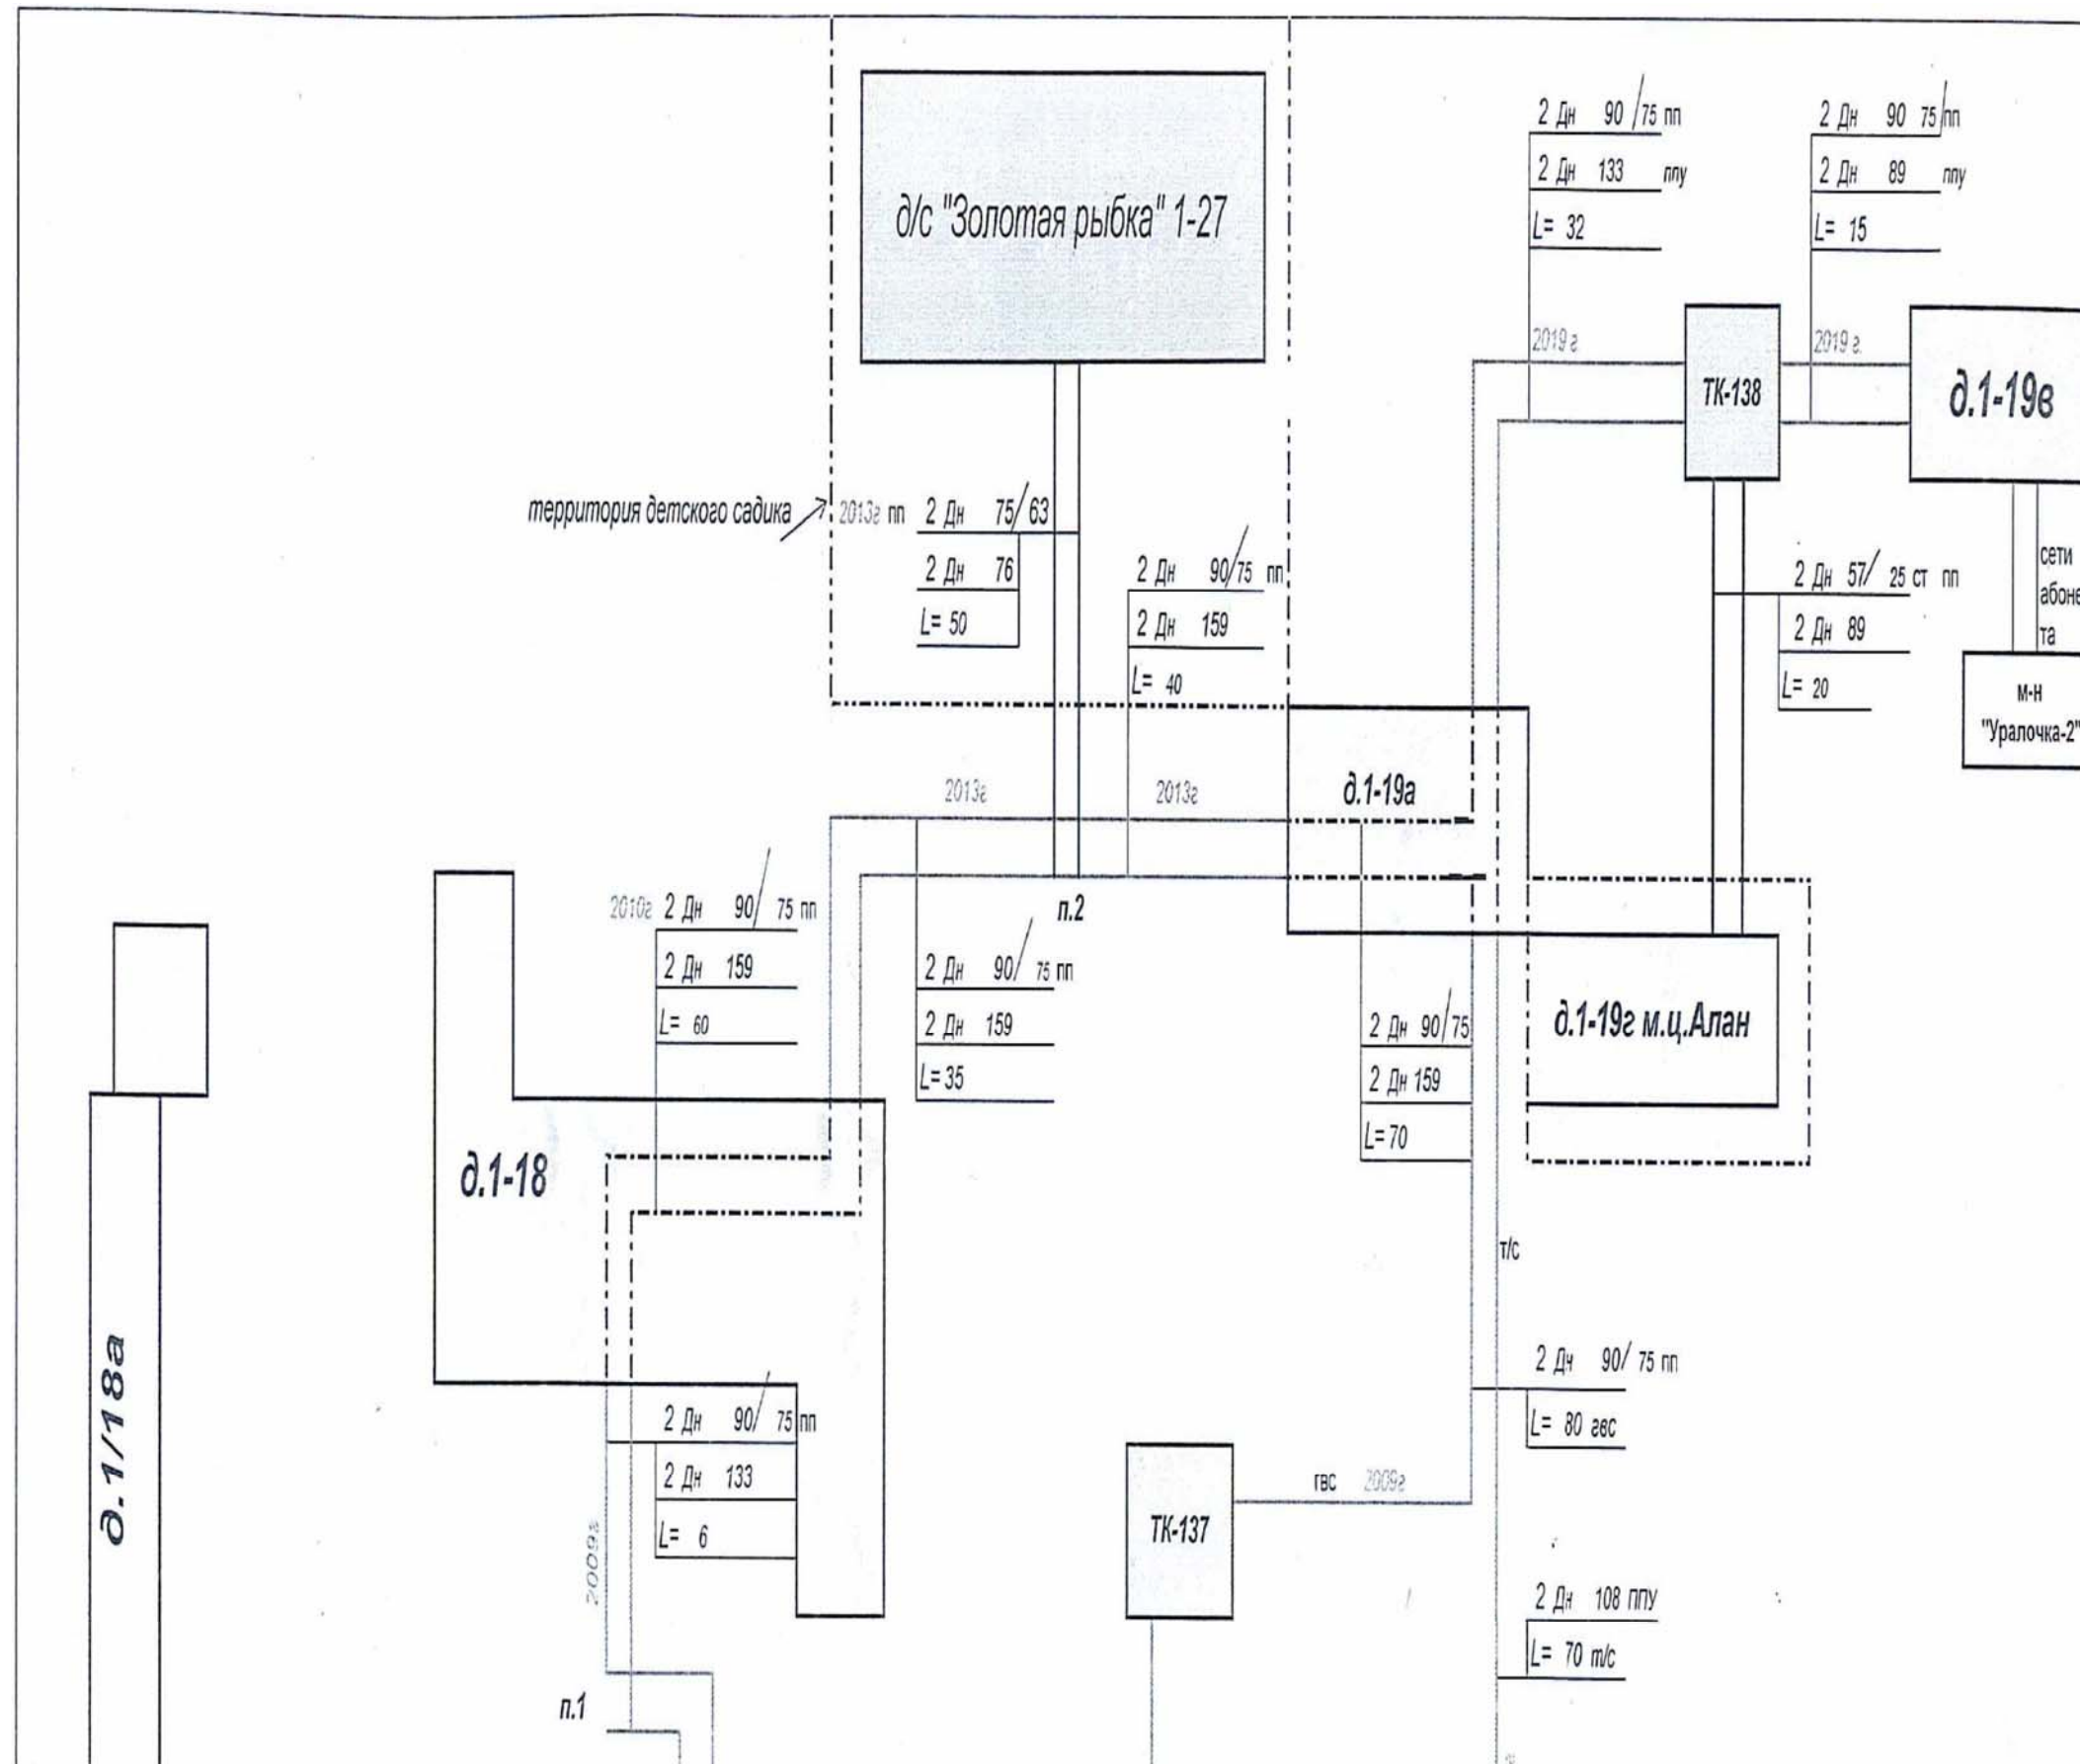 д/с "Золотая рыбка" 1-27
2 Дн 90 / 75 пп
2 Дн 133 ппу
L= 32
2 Дн 90 75 / пп
2 Дн 89 ппу
L= 15
2019 г
2019 г.
ТК-138
д.1-19в
территория детского садика
2013г пп 2 Дн 75 / 63
2 Дн 76
L= 50
2 Дн 90 / 75 пп
2 Дн 159
L= 40
2 Дн 57 / 25 ст пп
2 Дн 89
L= 20
сети
абоне
та
м-н
"Уралочка-2"
2013г
2013г
д.1-19а
п.2
2010г 2 Дн 90 / 75 пп
2 Дн 159
L= 60
2 Дн 90 / 75 пп
2 Дн 159
L= 35
2 Дн 90 / 75
2 Дн 159
L= 70
д.1-19г м.ц.Алан
д.1-18
т/с
д.1/18а
2 Дн 90 / 75 пп
2 Дн 133
L= 6
2009г
2 Дч 90 / 75 пп
L= 80 гвс
гвс 2009г
ТК-137
2 Дн 108 ППУ
L= 70 т/с
п.1